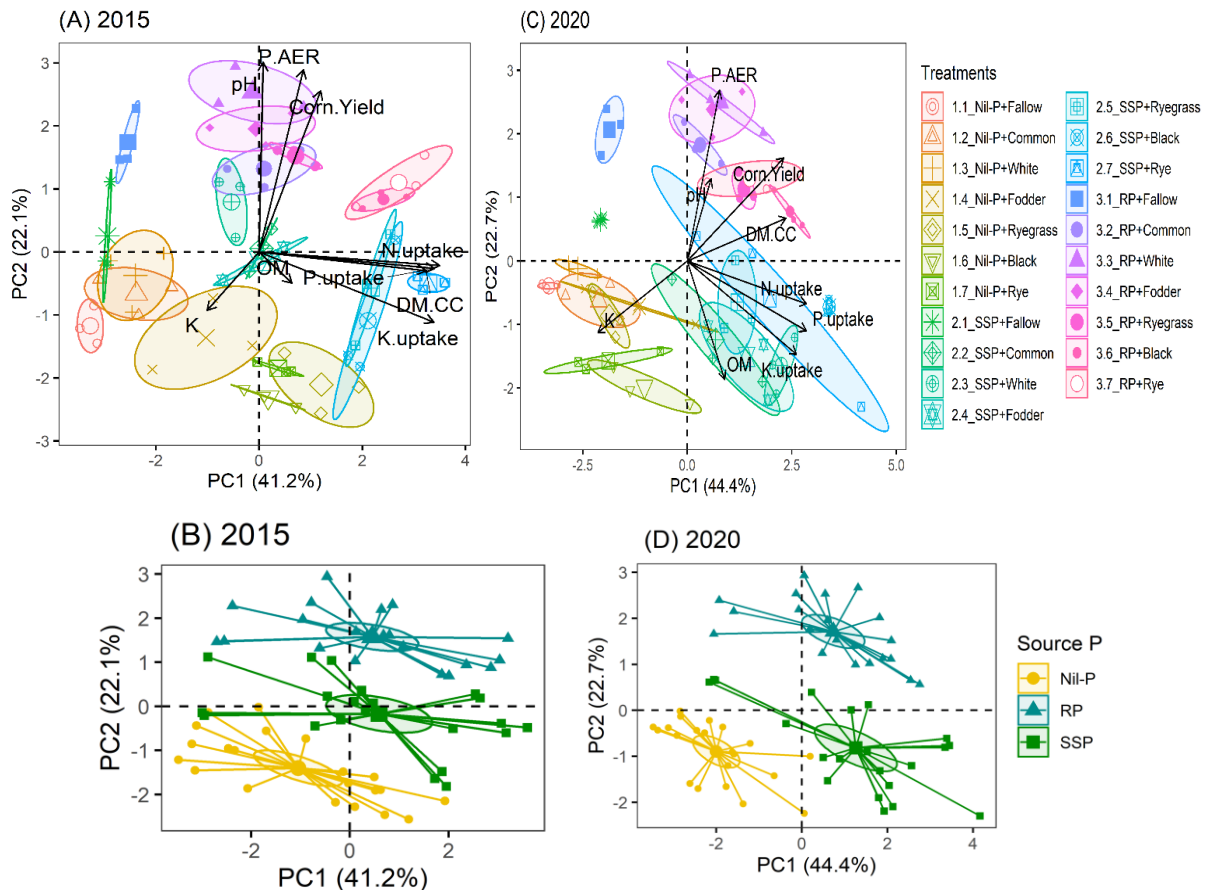 (A) 2015
PC2 (22.1%)
3
2
1
0
-1
-2
-3
P.AER
pH
Corn.Yield
N.uptake
OM
P.uptake
DM.CC
K
K.uptake
-2
0
2
4
PC1 (41.2%)
(C) 2020
PC2 (22.7%)
3
2
1
0
-1
-2
P.AER
Corn.Yield
pH
DM.CC
N.uptake
K
P.uptake
OM
K.uptake
-2.5
0.0
2.5
5.0
PC1 (44.4%)
Treatments
1.1_Nil-P+Fallow
1.2_Nil-P+Common
1.3_Nil-P+White
1.4_Nil-P+Fodder
1.5_Nil-P+Ryegrass
1.6_Nil-P+Black
1.7_Nil-P+Rye
2.1_SSP+Fallow
2.2_SSP+Common
2.3_SSP+White
2.4_SSP+Fodder
2.5_SSP+Ryegrass
2.6_SSP+Black
2.7_SSP+Rye
3.1_RP+Fallow
3.2_RP+Common
3.3_RP+White
3.4_RP+Fodder
3.5_RP+Ryegrass
3.6_RP+Black
3.7_RP+Rye
(B) 2015
PC2 (22.1%)
3
2
1
0
-1
-2
-2
0
2
PC1 (41.2%)
(D) 2020
PC2 (22.7%)
3
2
1
0
-1
-2
-2
0
2
4
PC1 (44.4%)
Source P
Nil-P
RP
SSP